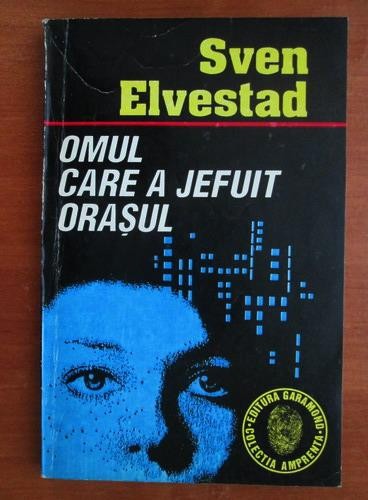 Sven
Elvestad
OMUL
CARE A JEFUIT
ORAȘUL
EDITURA GARAMOND
COLECȚIA AMPRENTA